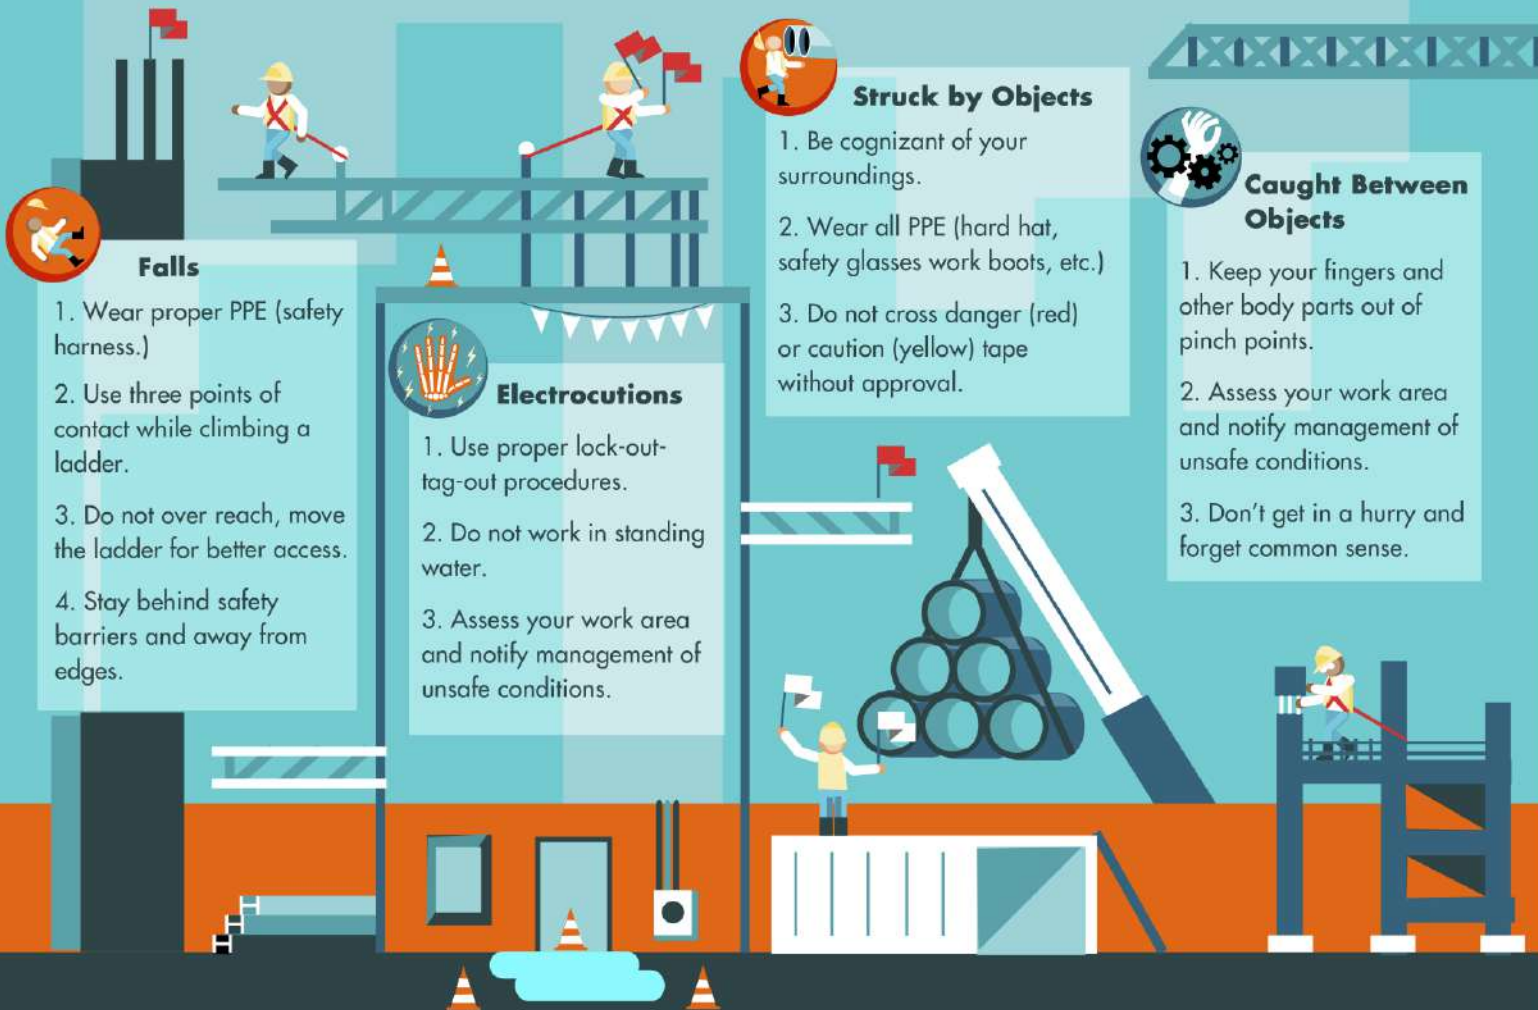 Falls
1. Wear proper PPE (safety
harness.)
2. Use three points of
contact while climbing a
ladder.
3. Do not over reach, move
the ladder for better access.
4. Stay behind safety
barriers and away from
edges.
Electrocutions
1. Use proper lock-out-
tag-out procedures.
2. Do not work in standing
water.
3. Assess your work area
and notify management of
unsafe conditions.
Struck by Objects
1. Be cognizant of your
surroundings.
2. Wear all PPE (hard hat,
safety glasses work boots, etc.)
3. Do not cross danger (red)
or caution (yellow) tape
without approval.
Caught Between
Objects
1. Keep your fingers and
other body parts out of
pinch points.
2. Assess your work area
and notify management of
unsafe conditions.
3. Don't get in a hurry and
forget common sense.